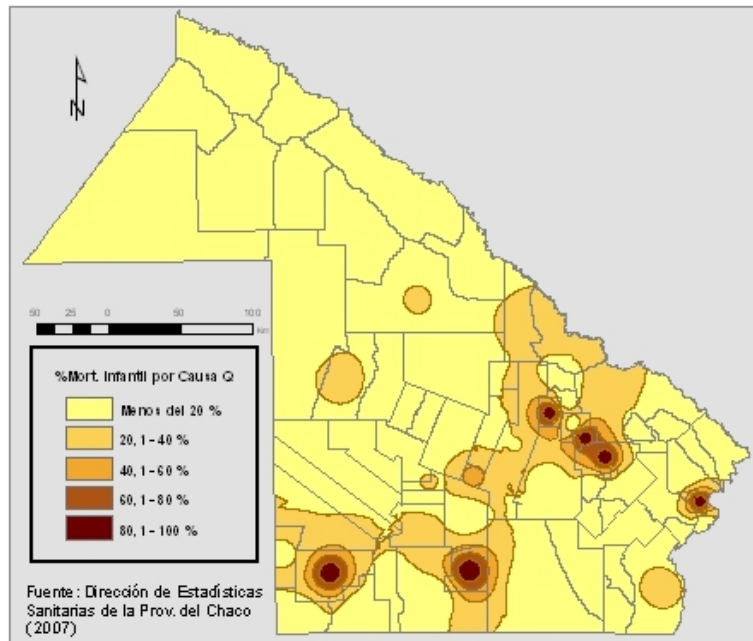 N
50 0 50 100
Km
%Mort. Infantil por Causa Q
Menos del 20 %
20,1-40 %
40,1-60 %
60,1-80 %
80,1-100 %
Fuente: Dirección de Estadísticas
Sanitarias de la Prov. del Chaco
(2007)